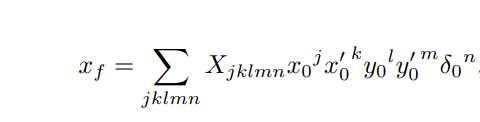 x_f = \sum_{jklmn} X_{jklmn} {x_0}^j {x_0'}^k {y_0}^l {y_0'}^m {\delta_0}^n,